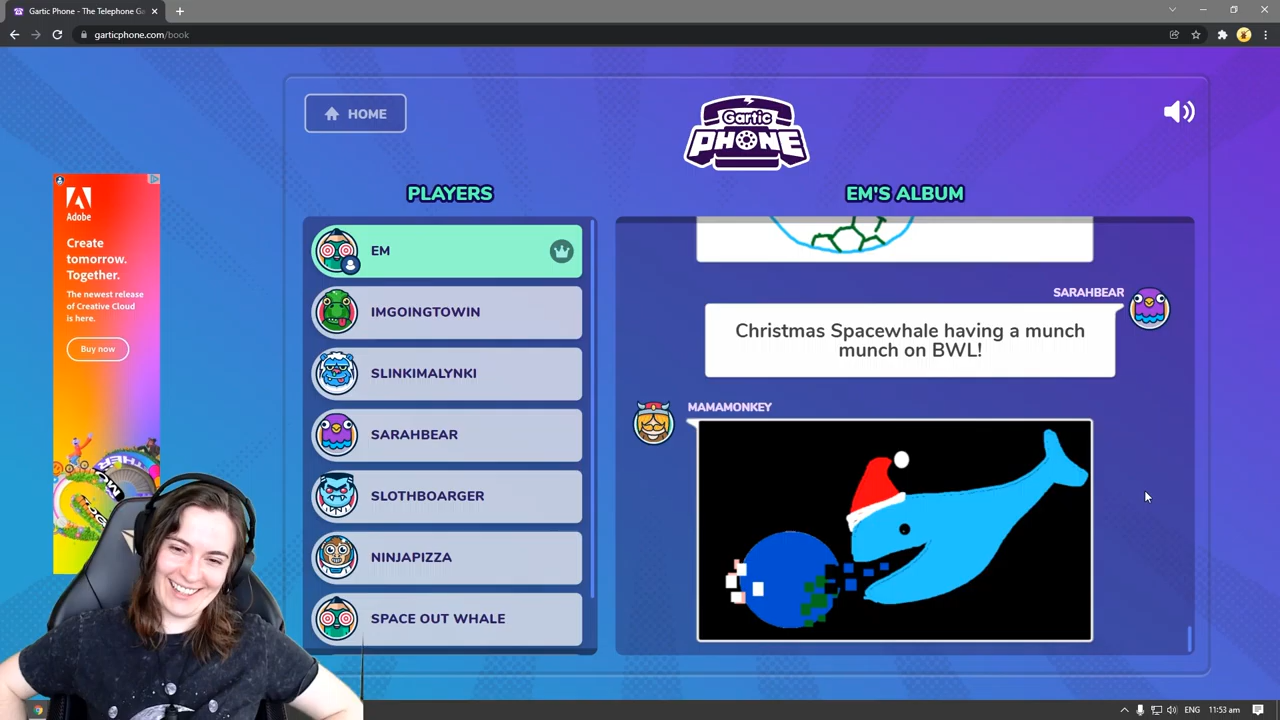 Gartic Phone - The Telephone Ga
garticphone.com/book
HOME
Gartic
PHONE
PLAYERS
EM'S ALBUM
Adobe
Create
tomorrow.
Together.
The newest release
of Creative Cloud
is here.
Buy now
EM
IMGOINGTOWIN
SLINKIMALYNKI
SARAHBEAR
SLOTHBOARGER
NINJAPIZZA
SPACE OUT WHALE
SARAHBEAR
Christmas Spacewhale having a munch
munch on BWL!
MAMAMONKEY
ENG
11:53 am